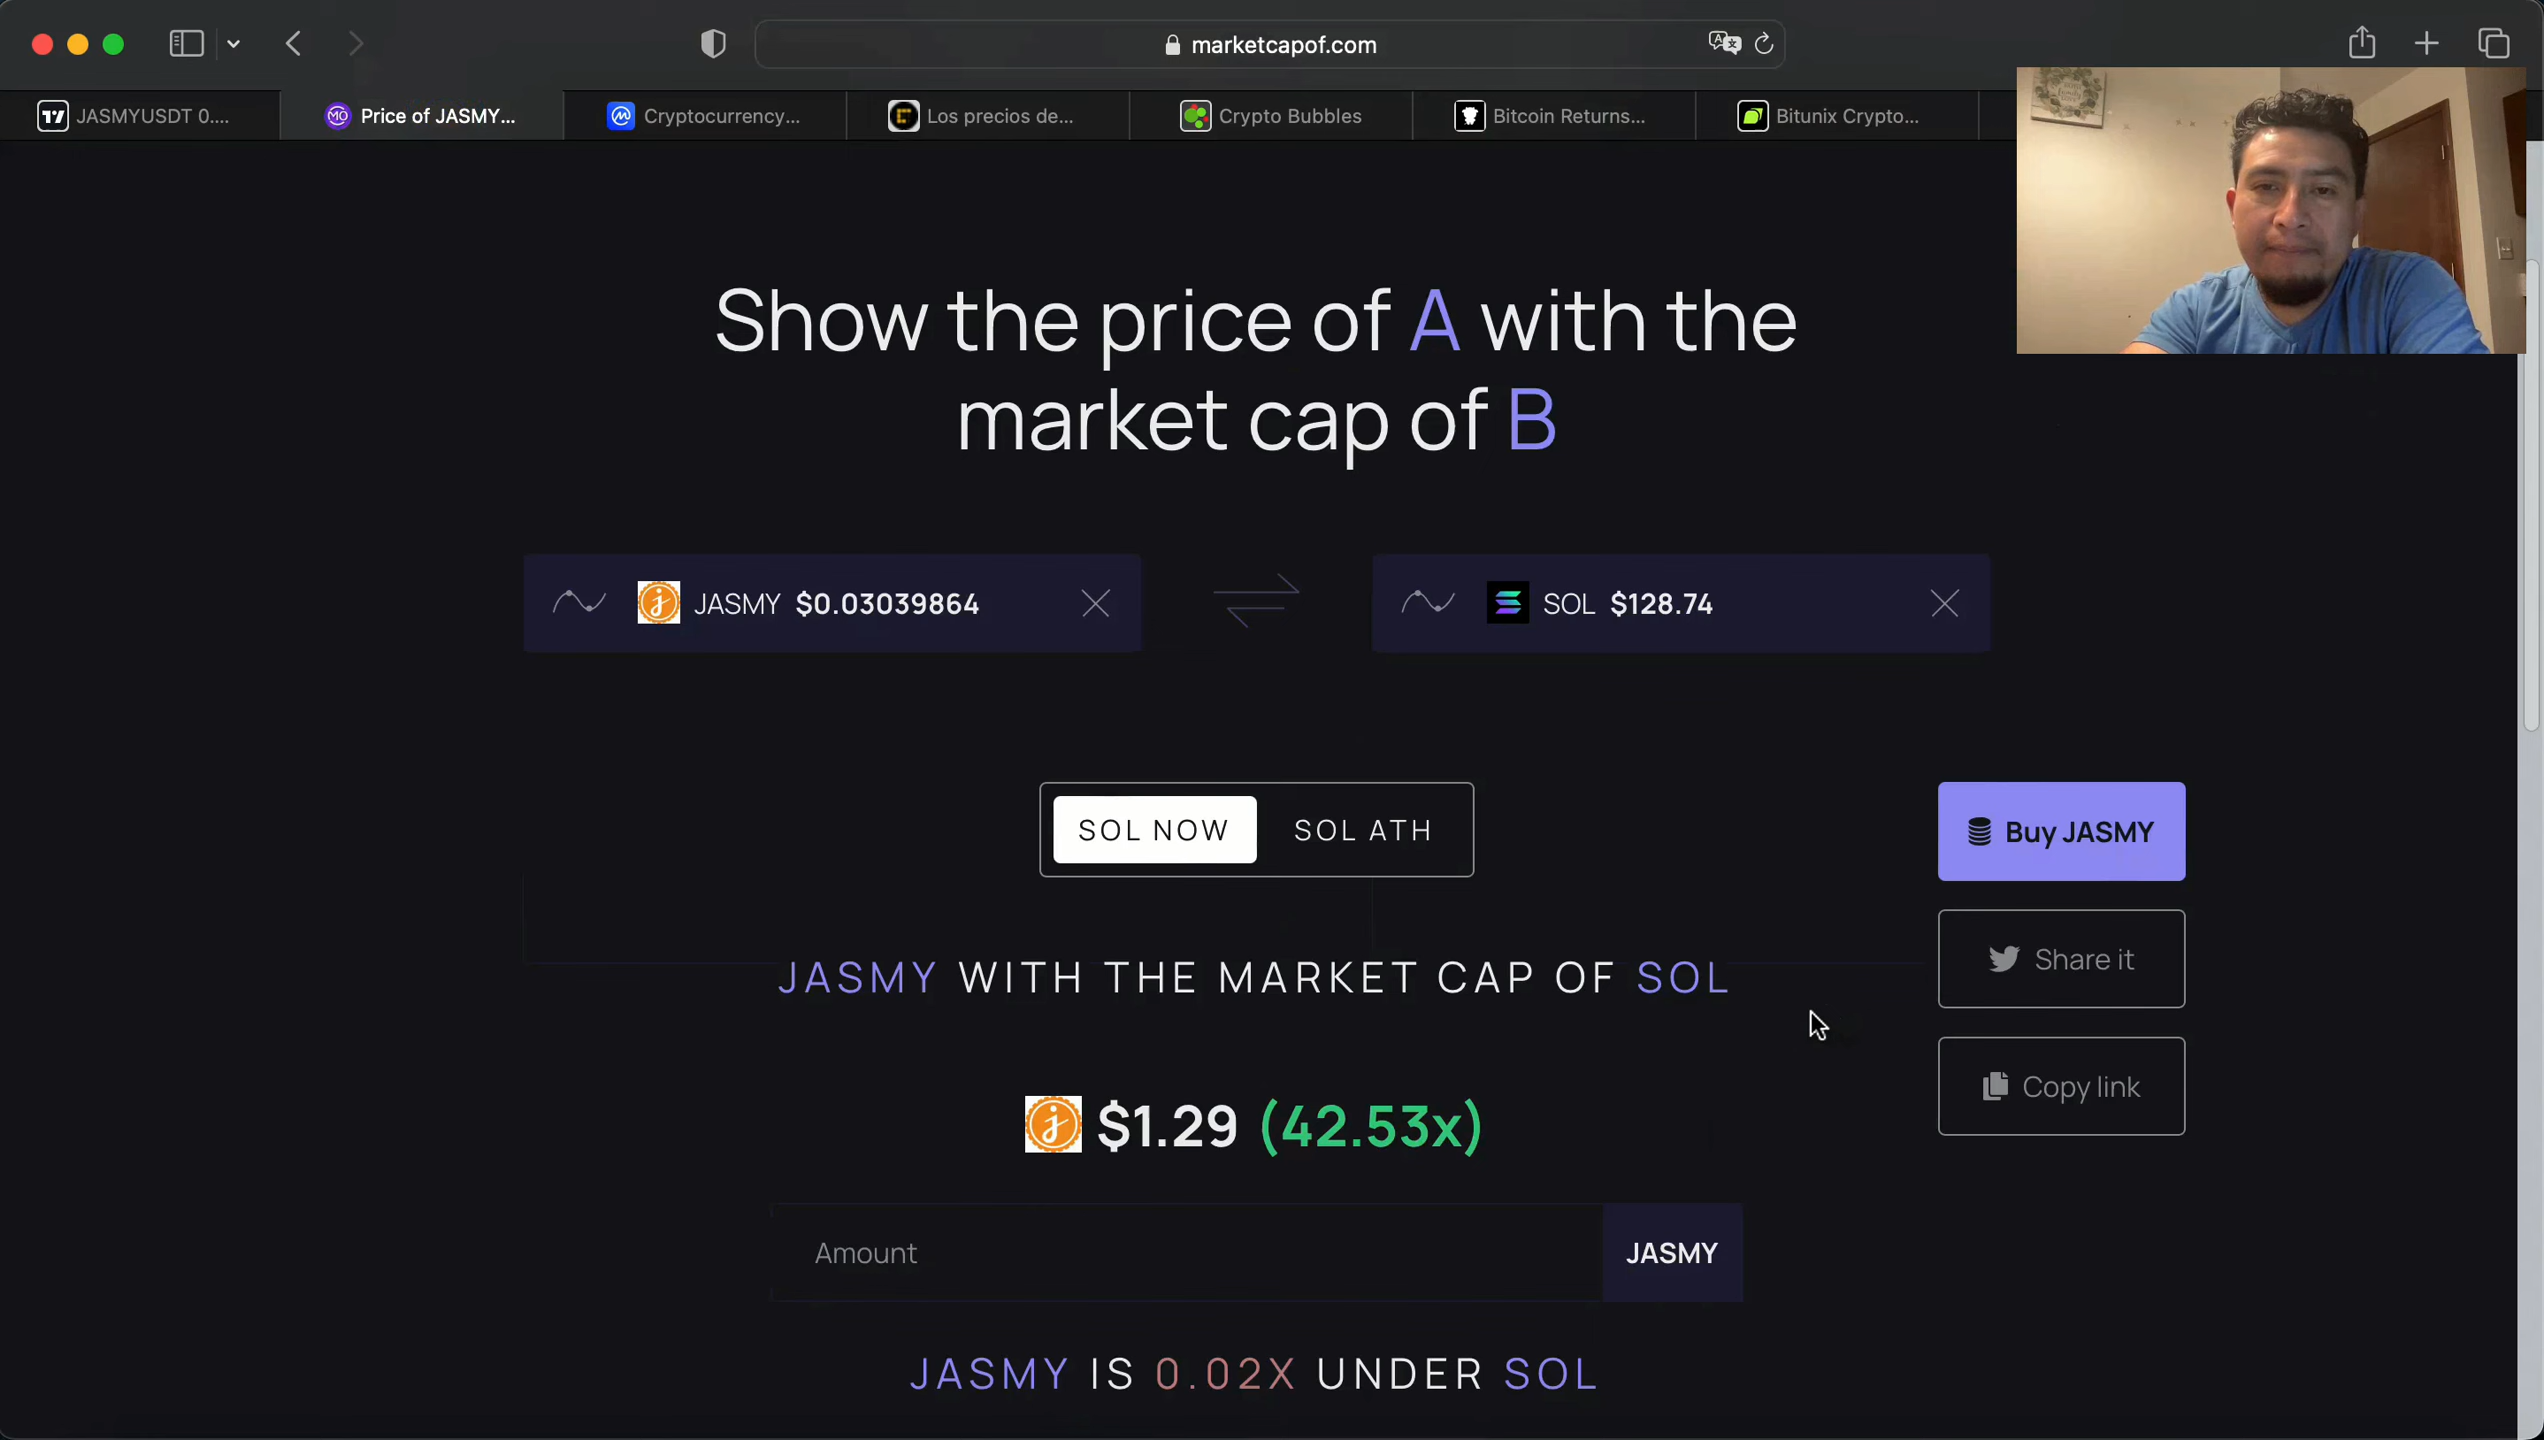 marketcapof.com
JASMYUSDT 0....
Price of JASMY...
Cryptocurrency...
Los precios de...
Crypto Bubbles
Bitcoin Returns...
Bitunix Crypto...
Show the price of A with the
market cap of B
JASMY $0.03039864
SOL $128.74
SOL NOW
SOL ATH
Buy JASMY
Share it
Copy link
JASMY WITH THE MARKET CAP OF SOL
$1.29 (42.53x)
Amount
JASMY
JASMY IS 0.02X UNDER SOL